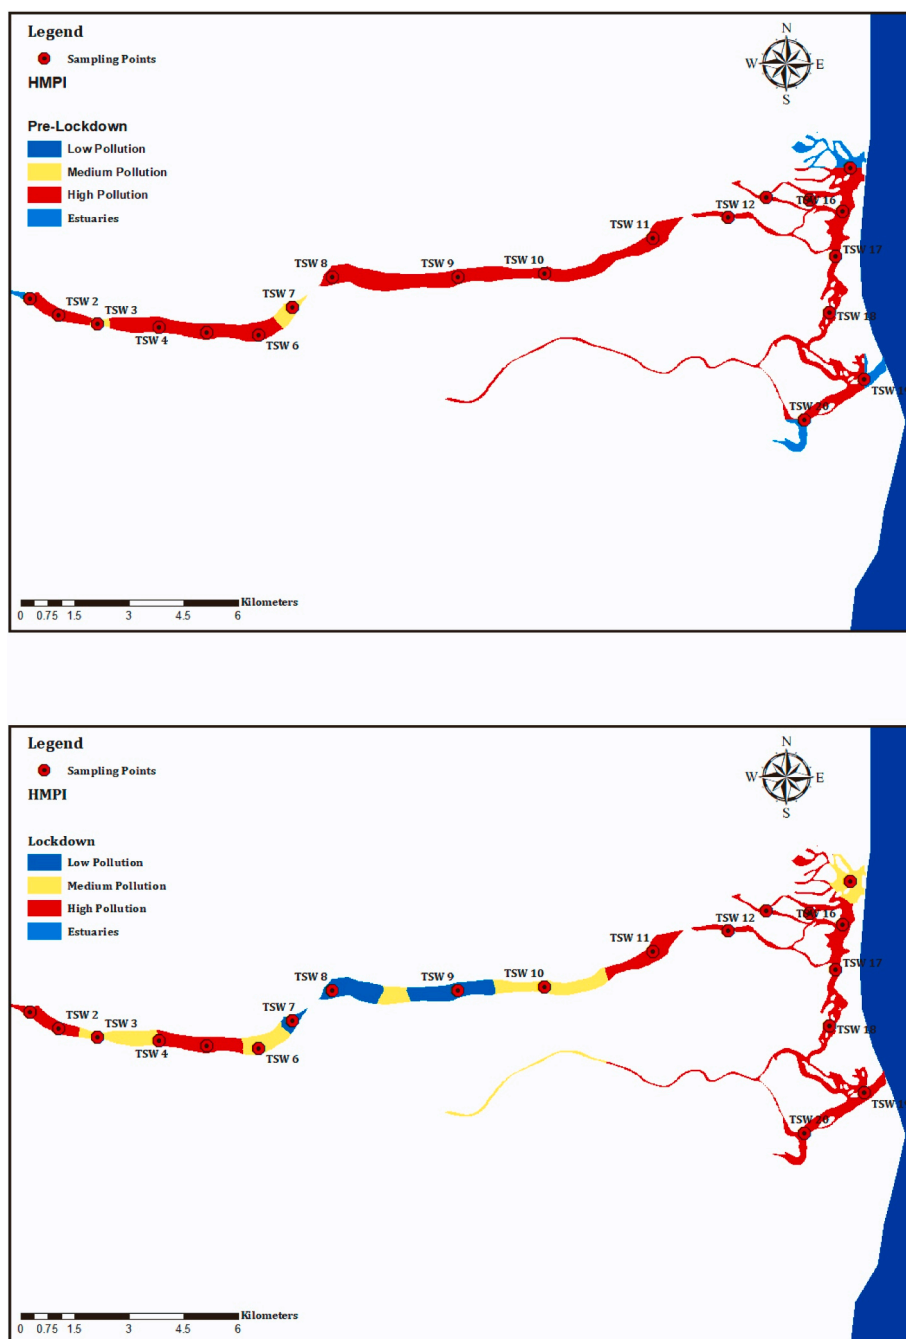 Legend
Sampling Points
HMPI
Pre-Lockdown
Low Pollution
Medium Pollution
High Pollution
Estuaries
N
W E
S
TSW 2
TSW 3
TSW 4
TSW 6
TSW 7
TSW 8
TSW 9
TSW 10
TSW 11
TSW 12
TSW 16
TSW 17
TSW 18
TSW 20
Kilometers
0 0.75 1.5 3 4.5 6
Legend
Sampling Points
HMPI
Lockdown
Low Pollution
Medium Pollution
High Pollution
Estuaries
N
W E
S
TSW 2
TSW 3
TSW 4
TSW 6
TSW 7
TSW 8
TSW 9
TSW 10
TSW 11
TSW 12
TSW 16
TSW 17
TSW 18
TSW 20
Kilometers
0 0.75 1.5 3 4.5 6